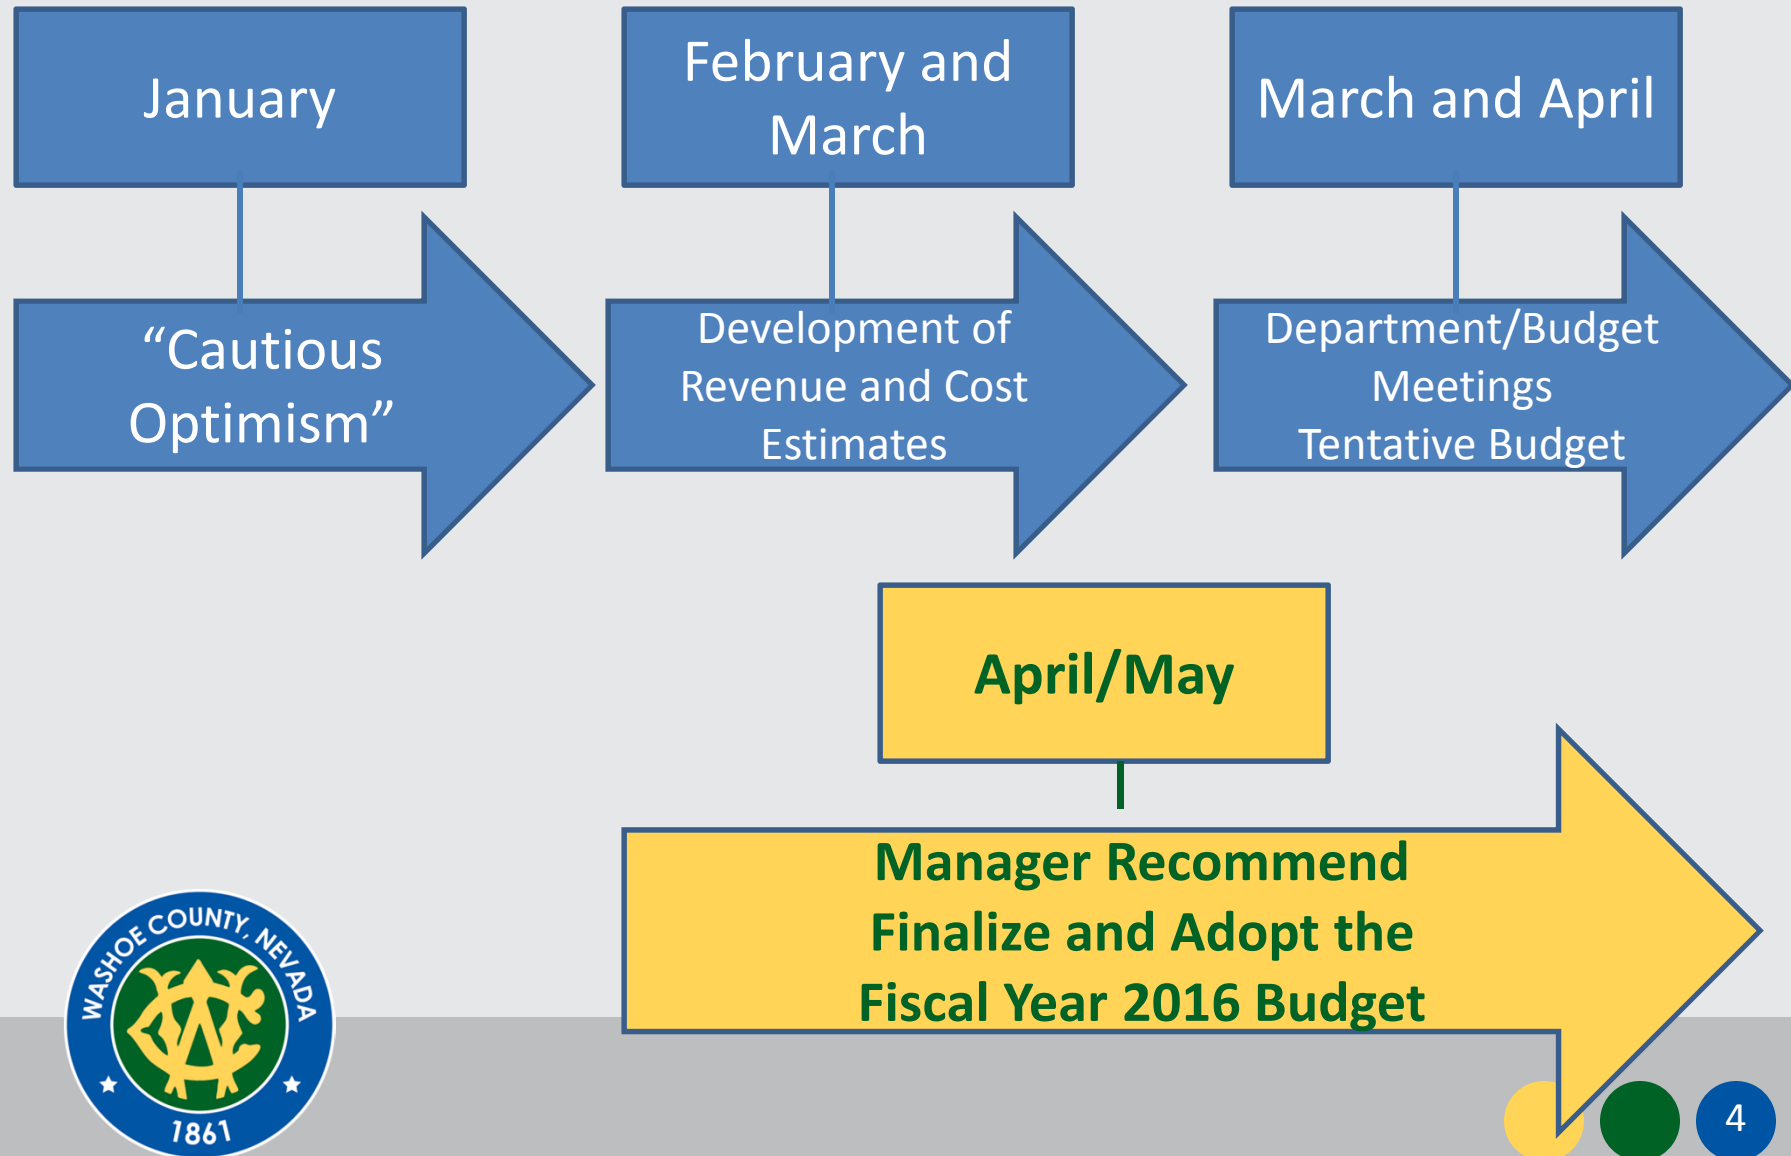 January
February and
March
March and April
“Cautious
Optimism”
Development of
Revenue and Cost
Estimates
Department/Budget
Meetings
Tentative Budget
April/May
Manager Recommend
Finalize and Adopt the
Fiscal Year 2016 Budget
WASHOE COUNTY, NEVADA
1861
4